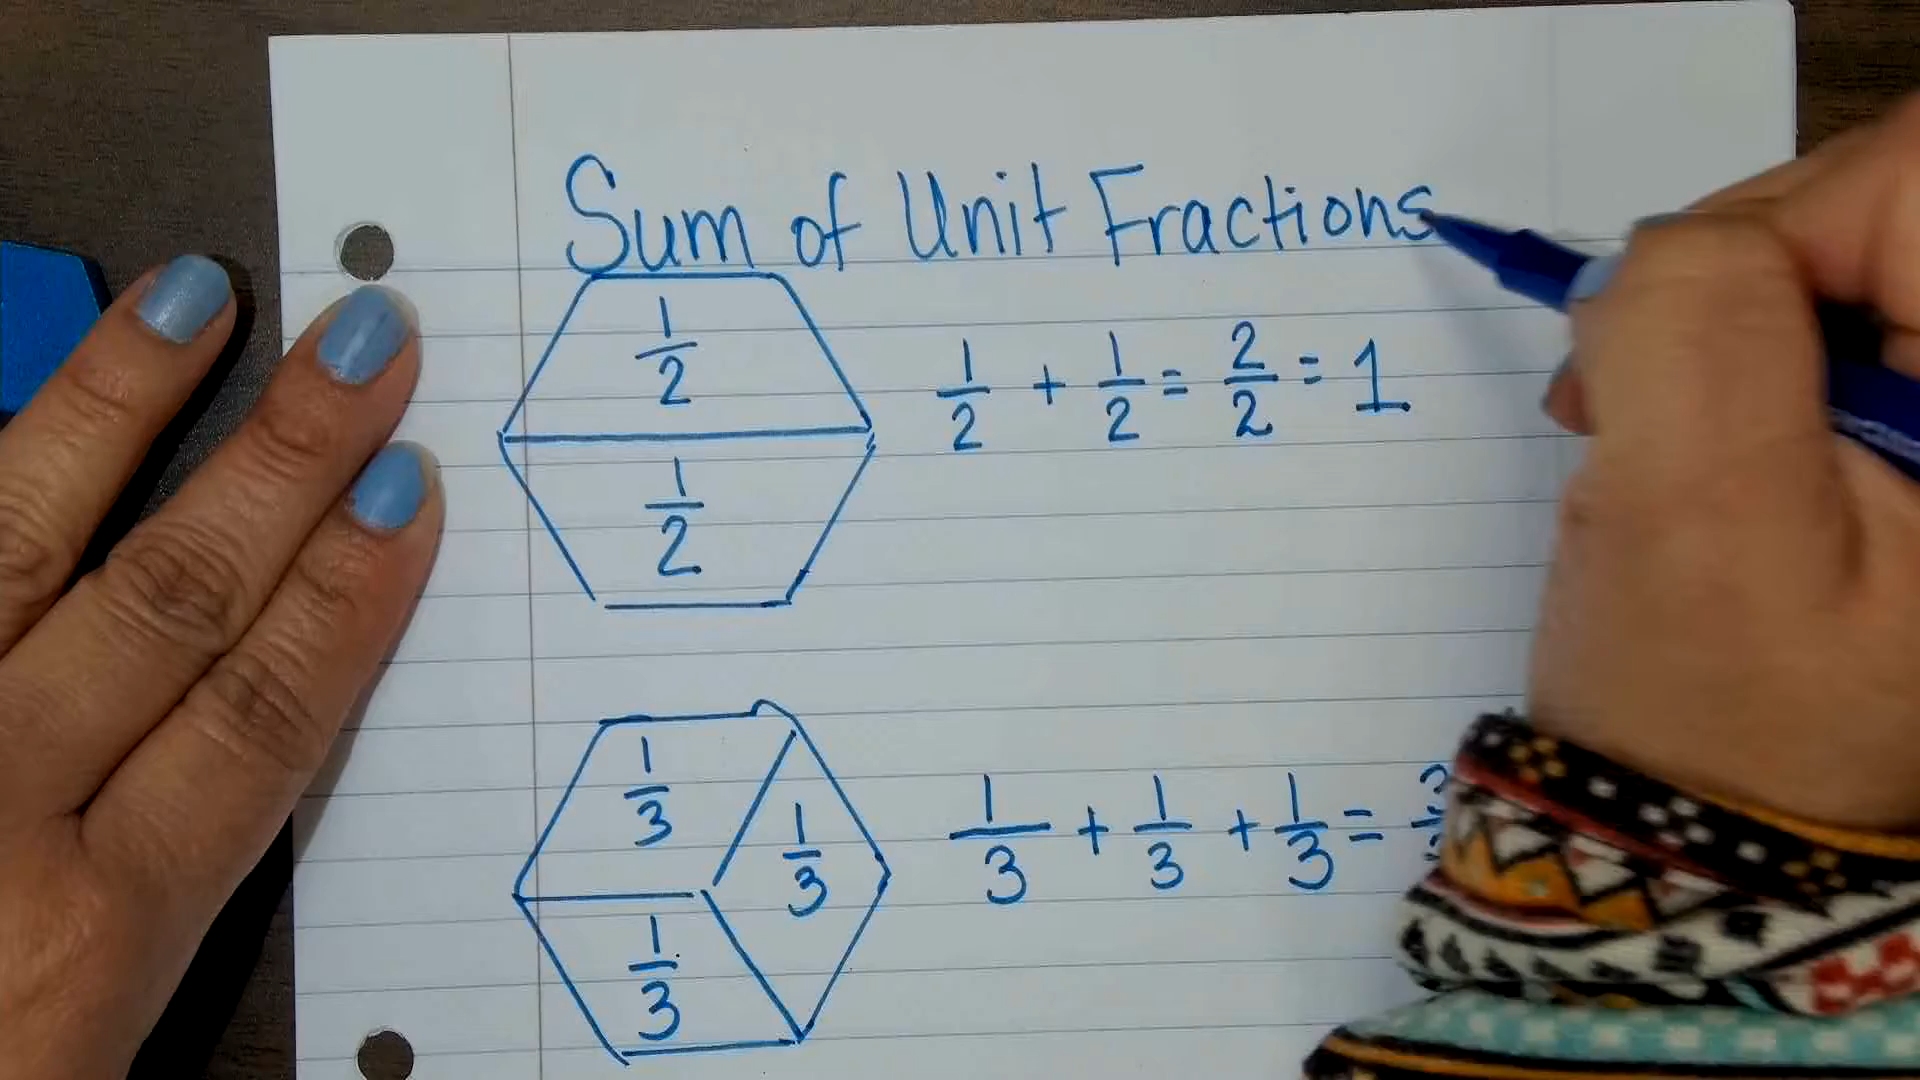 Sum of Unit Fractions
1/2
1/2 + 1/2 = 2/2 = 1
1/2
1/3
1/3
1/3 + 1/3 + 1/3 =
1/3